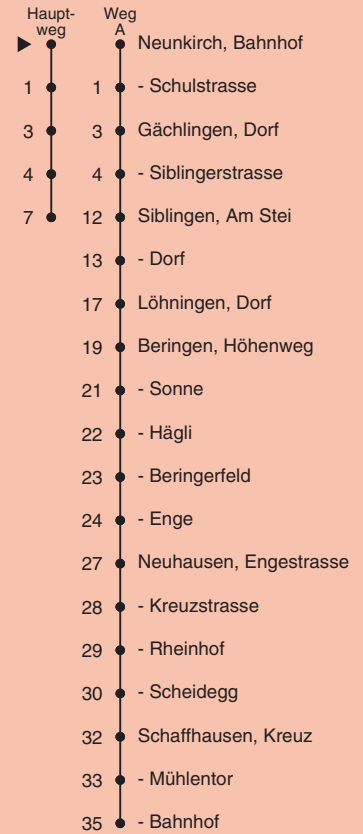 Haupt- Weg
weg A
Neunkirch, Bahnhof
1 1 - Schulstrasse
3 3 Gächlingen, Dorf
4 4 - Siblingerstrasse
7 12 Siblingen, Am Stei
13 - Dorf
17 Löhningen, Dorf
19 Beringen, Höhenweg
21 - Sonne
22 - Hägli
23 - Beringerfeld
24 - Enge
27 Neuhausen, Engestrasse
28 - Kreuzstrasse
29 - Rheinhof
30 - Scheidegg
32 Schaffhausen, Kreuz
33 - Mühlentor
35 - Bahnhof